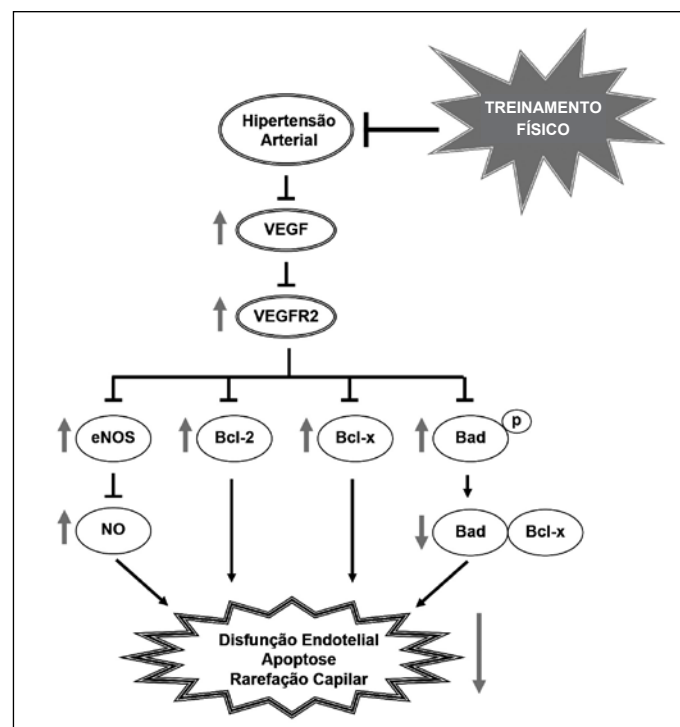 TREINAMENTO
FÍSICO
Hipertensão
Arterial
VEGF
VEGFR2
eNOS
Bcl-2
Bcl-x
Bad
p
NO
Bad
Bcl-x
Disfunção Endotelial
Apoptose
Rarefação Capilar